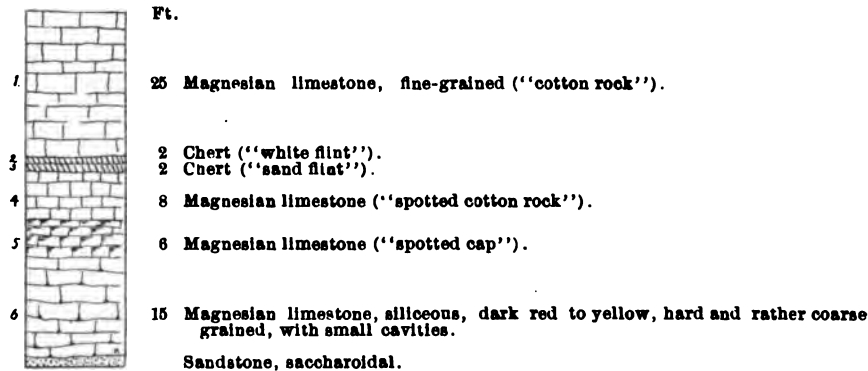 Ft.
1. 25 Magnesian limestone, fine-grained (‘‘cotton rock’’).
2 2 Chert (‘‘white flint’’).
3 2 Chert (‘‘sand flint’’).
4 8 Magnesian limestone (‘‘spotted cotton rock’’).
5 6 Magnesian limestone (‘‘spotted cap’’).
6 15 Magnesian limestone, siliceous, dark red to yellow, hard and rather coarse
grained, with small cavities.
Sandstone, saccharoidal.